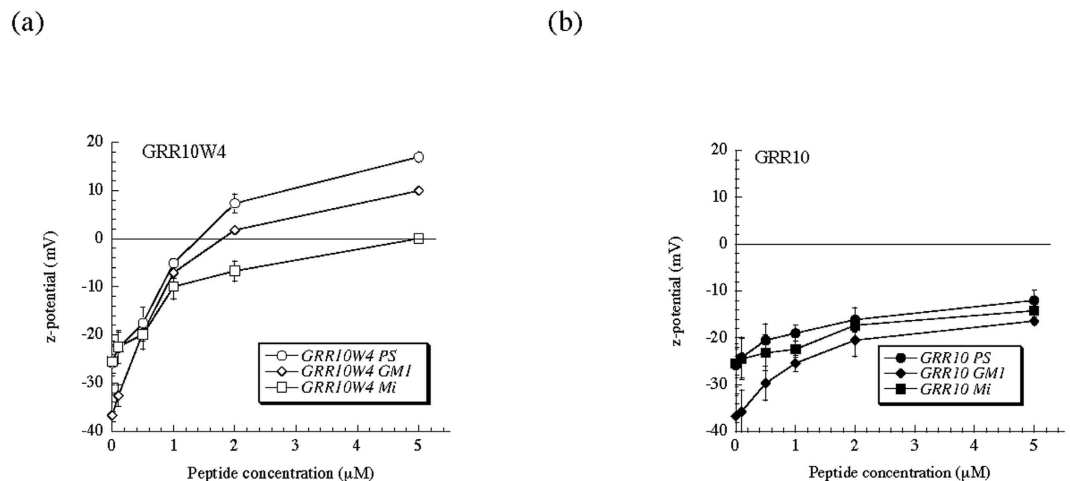 (a)
(b)
GRR10W4
20
10
0
-10
-20
-30
-40
z-potential (mV)
GRR10W4 PS
GRR10W4 GM1
GRR10W4 Mi
0
1
2
3
4
5
Peptide concentration (µM)
GRR10
20
10
0
-10
-20
-30
-40
z-potential (mV)
GRR10 PS
GRR10 GM1
GRR10 Mi
0
1
2
3
4
5
Peptide concentration (µM)